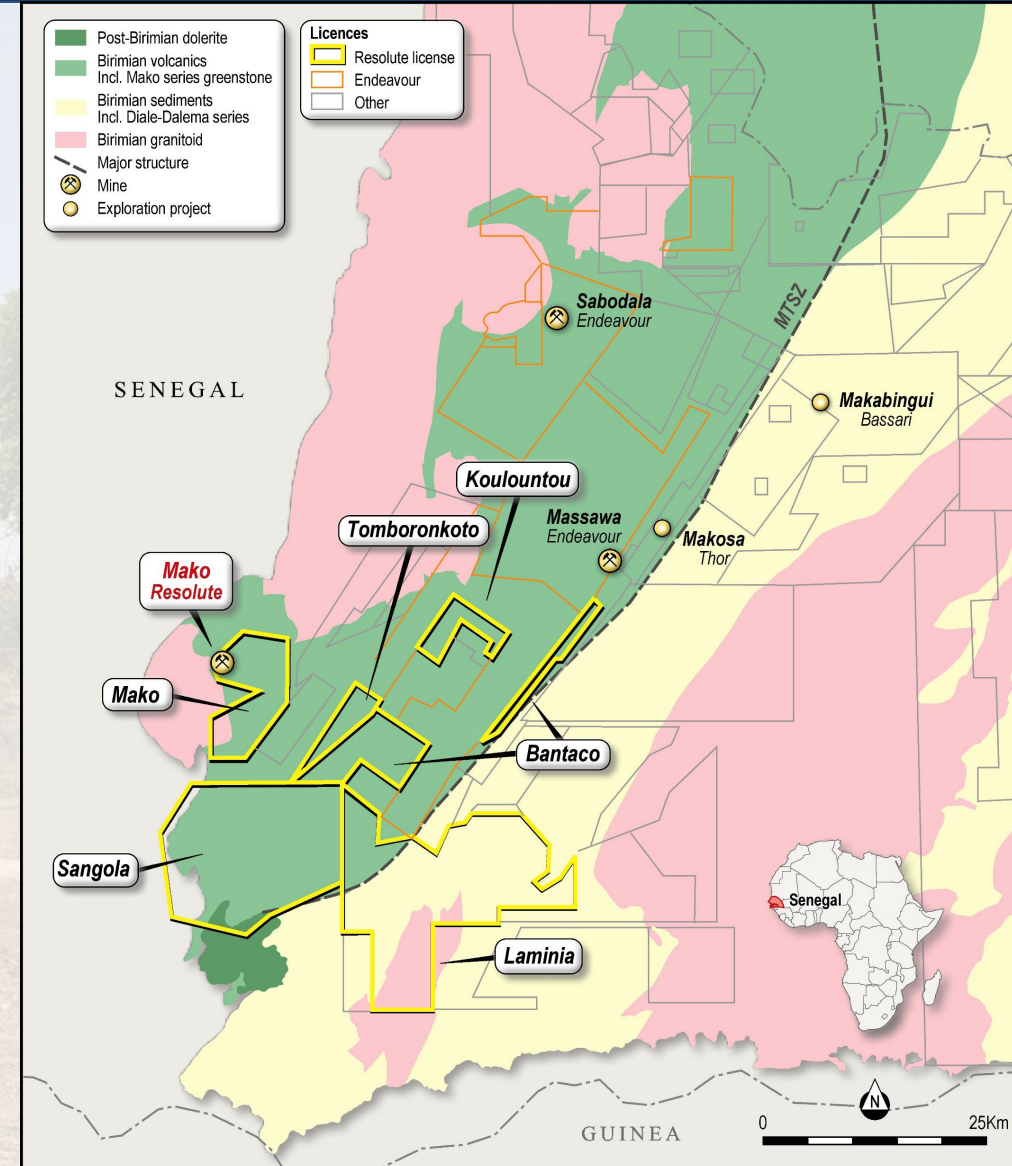 Post-Birimian dolerite
Birimian volcanics
Incl. Mako series greenstone
Birimian sediments
Incl. Diale-Dalema series
Birimian granitoid
Major structure
Mine
Exploration project
Licences
Resolute license
Endeavour
Other
MTSZ
Sabodala
Endeavour
SENEGAL
Makabingui
Bassari
Koulountou
Tomboronkoto
Massawa
Endeavour
Makosa
Thor
Mako
Resolute
Mako
Bantaco
Sangola
Senegal
Laminia
N
0 25Km
GUINEA